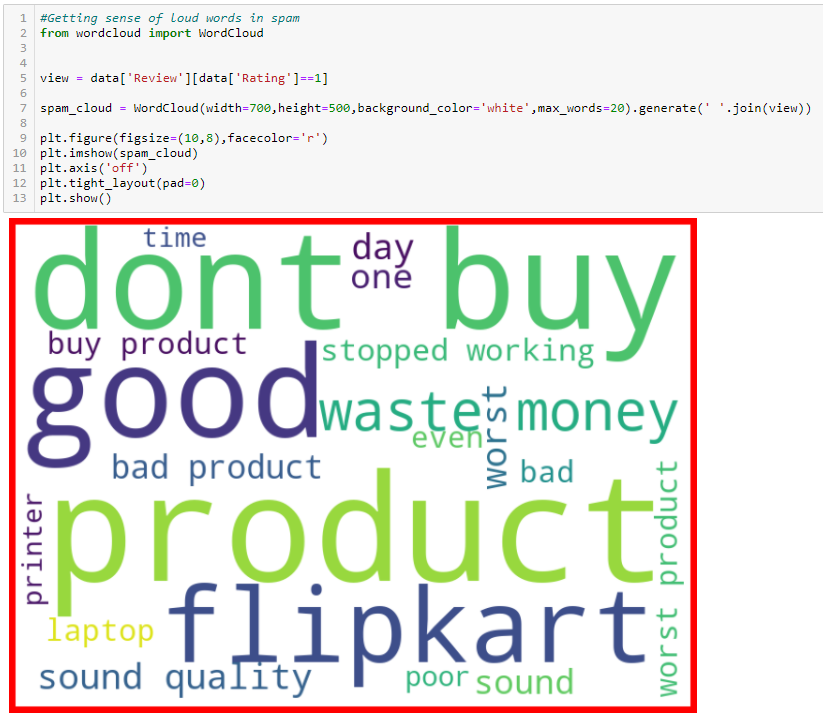 1 #Getting sense of loud words in spam
2 from wordcloud import WordCloud
3
4
5 view = data['Review'][data['Rating']==1]
6
7 spam_cloud = WordCloud(width=700,height=500,background_color='white',max_words=20).generate(' '.join(view))
8
9 plt.figure(figsize=(10,8),facecolor='r')
10 plt.imshow(spam_cloud)
11 plt.axis('off')
12 plt.tight_layout(pad=0)
13 plt.show()
time
day
dont buy
one
buy product
stopped working
good
waste money
even
worst
bad product
bad
printer
product
worst product
flipkart
laptop
sound quality
poor
sound